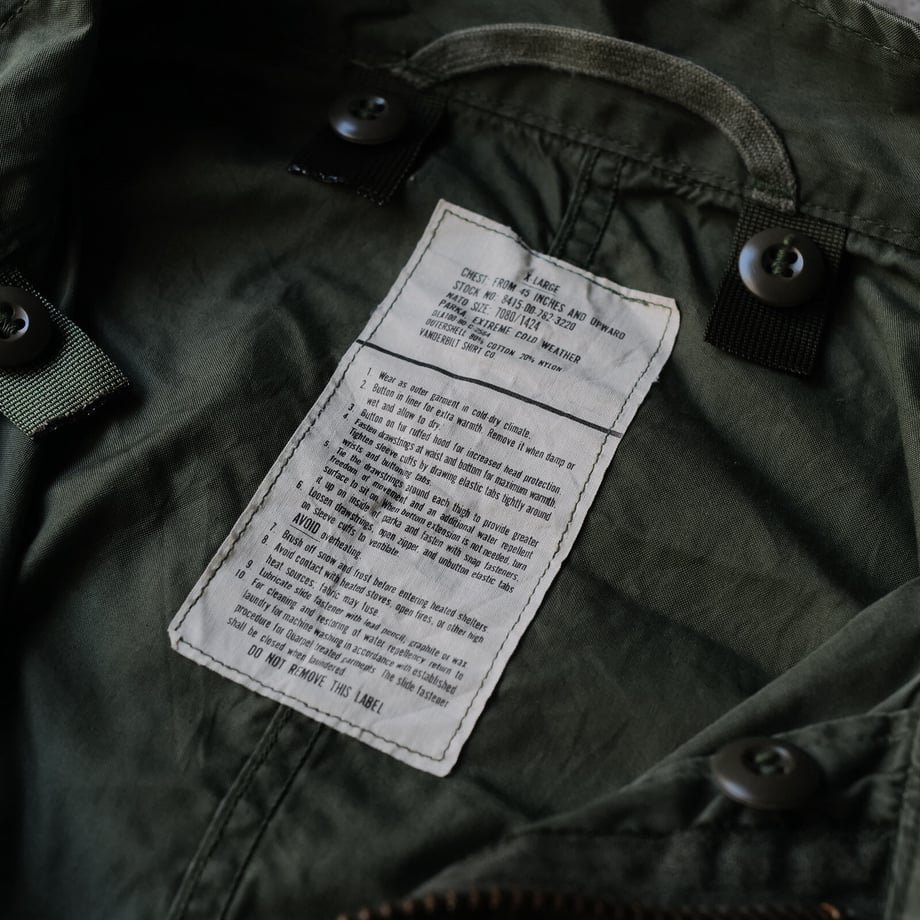 X-LARGE
CHEST: FROM 45 INCHES AND UPWARD
STOCK NO. 8415-00-782-3220
NATO SIZE: 7080/1424
PARKA, EXTREME COLD WEATHER
DLA100
OUTERSHELL 80% COTTON 20% NYLON
VANDERBILT SHIRT CO.
1. Wear as outer garment in cold-dry climate.
2. Button in liner for extra warmth. Remove it when damp or
wet and allow to dry.
3. Button on fur ruffed hood for increased head protection.
4. Fasten drawstrings at waist and bottom for maximum warmth.
Tighten sleeve cuffs by drawing elastic tabs tightly around
wrists and buttoning tabs.
5. Tie the drawstrings around each thigh to provide greater
freedom of movement and an additional water repellent
surface to sit on. When bottom extension is not needed, turn
it up on inside of parka and fasten with snap fasteners.
6. Loosen drawstrings, open zipper, and unbutton elastic tabs
on sleeve cuffs to ventilate.
AVOID overheating.
7. Brush off snow and frost before entering heated shelters
8. Avoid contact with heated stoves, open fires, or other high
heat sources, fabric may fuse.
9. Lubricate slide fastener with lead pencil, graphite or wax.
10. For cleaning and restoring of water repellency return to
laundry for machine washing in accordance with established
procedure for Quarpel treated garments. The slide fastener
shall be closed when laundered.
DO NOT REMOVE THIS LABEL